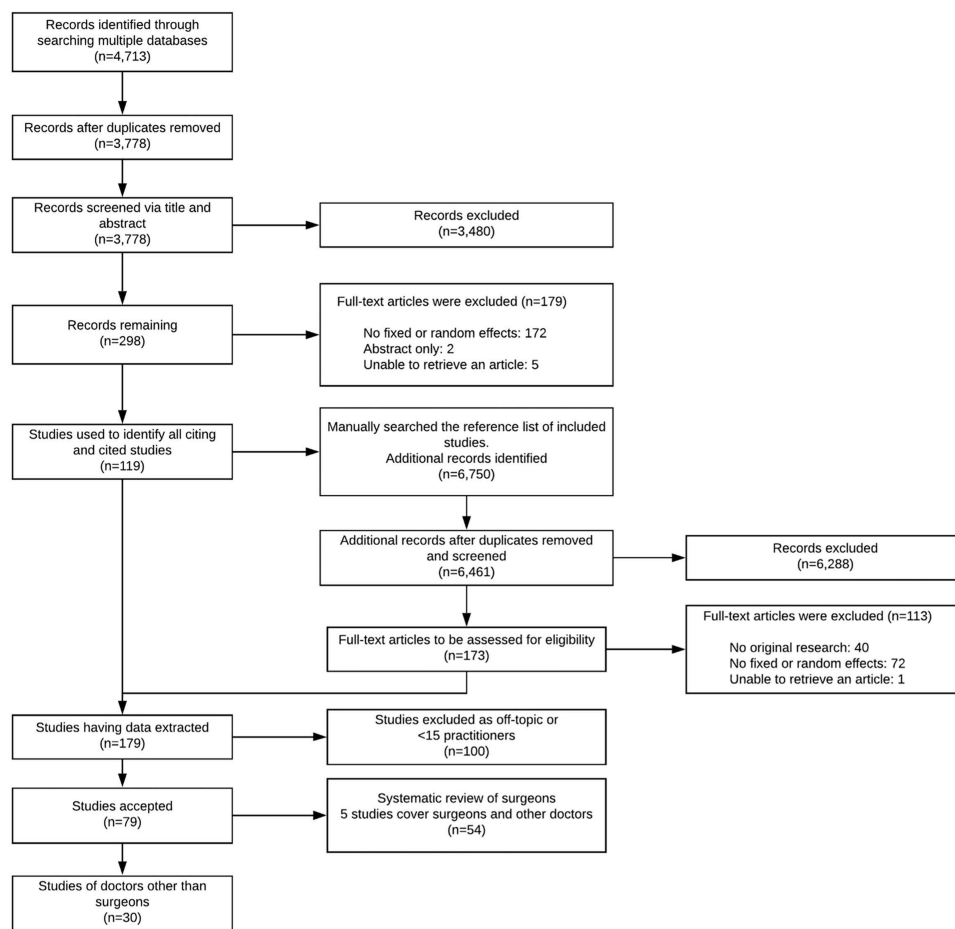 Records identified through
searching multiple databases
(n=4,713)
Records after duplicates removed
(n=3,778)
Records screened via title and
abstract
(n=3,778)
Records excluded
(n=3,480)
Records remaining
(n=298)
Full-text articles were excluded (n=179)
No fixed or random effects: 172
Abstract only: 2
Unable to retrieve an article: 5
Studies used to identify all citing
and cited studies
(n=119)
Manually searched the reference list of included
studies.
Additional records identified
(n=6,750)
Additional records after duplicates removed
and screened
(n=6,461)
Records excluded
(n=6,288)
Full-text articles to be assessed for eligibility
(n=173)
Full-text articles were excluded (n=113)
No original research: 40
No fixed or random effects: 72
Unable to retrieve an article: 1
Studies having data extracted
(n=179)
Studies excluded as off-topic or
<15 practitioners
(n=100)
Studies accepted
(n=79)
Systematic review of surgeons
5 studies cover surgeons and other doctors
(n=54)
Studies of doctors other than
surgeons
(n=30)